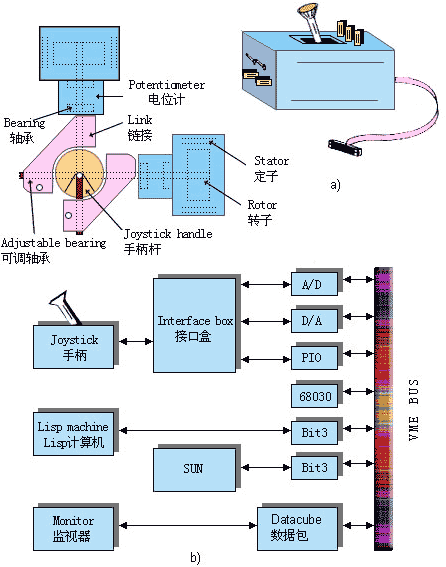 Potentiometer
电位计
Bearing
轴承
Link
链接
Stator
定子
a)
Rotor
转子
Adjustable bearing
可调轴承
Joystick handle
手柄杆
A/D
Interface box
接口盒
D/A
Joystick
手柄
PIO
68030
VME BUS
Lisp machine
Lisp计算机
Bit3
SUN
Bit3
Monitor
监视器
Datacube
数据包
b)